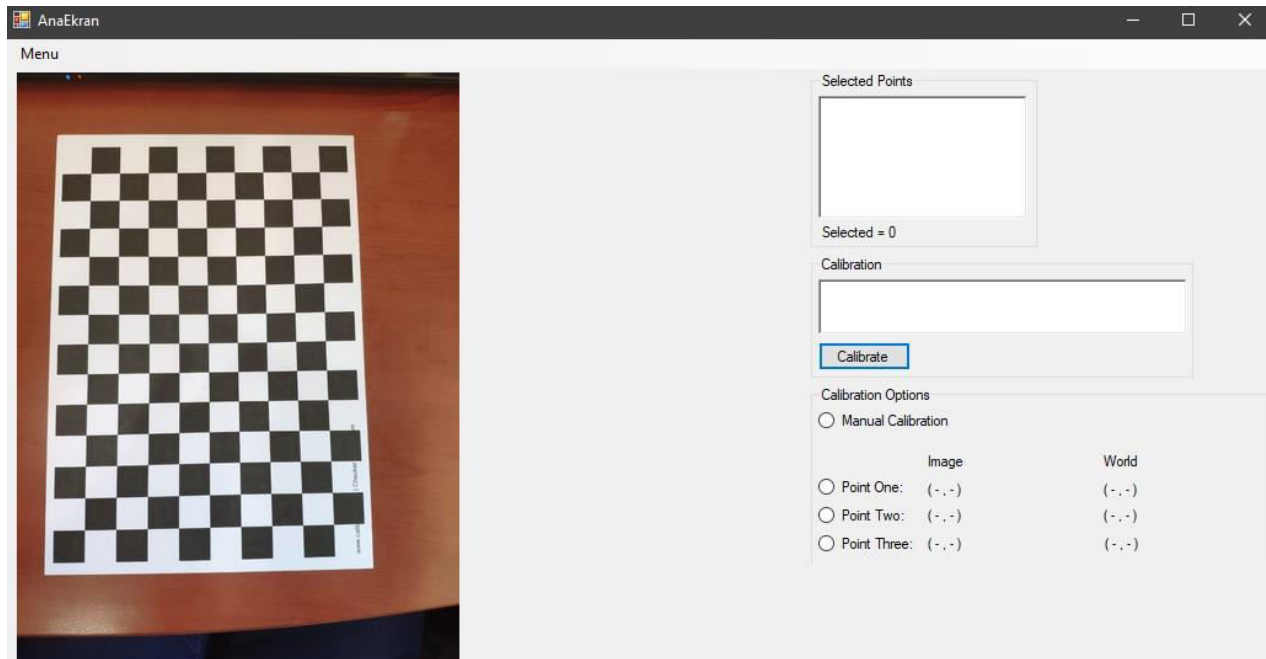 AnaEkran
Menu
Selected Points
Selected = 0
Calibration
Calibrate
Calibration Options
Manual Calibration
Image World
Point One: ( - , - ) ( - , - )
Point Two: ( - , - ) ( - , - )
Point Three: ( - , - ) ( - , - )